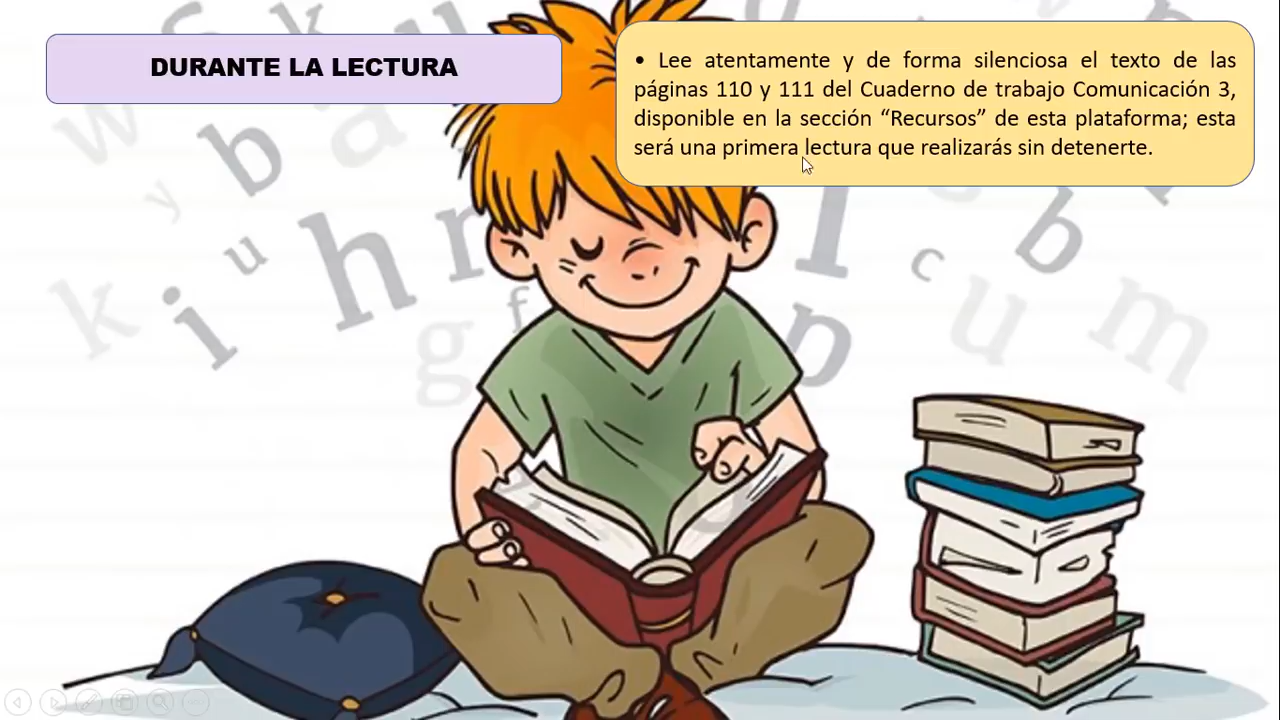 DURANTE LA LECTURA
• Lee atentamente y de forma silenciosa el texto de las
páginas 110 y 111 del Cuaderno de trabajo Comunicación 3,
disponible en la sección “Recursos” de esta plataforma; esta
será una primera lectura que realizarás sin detenerte.